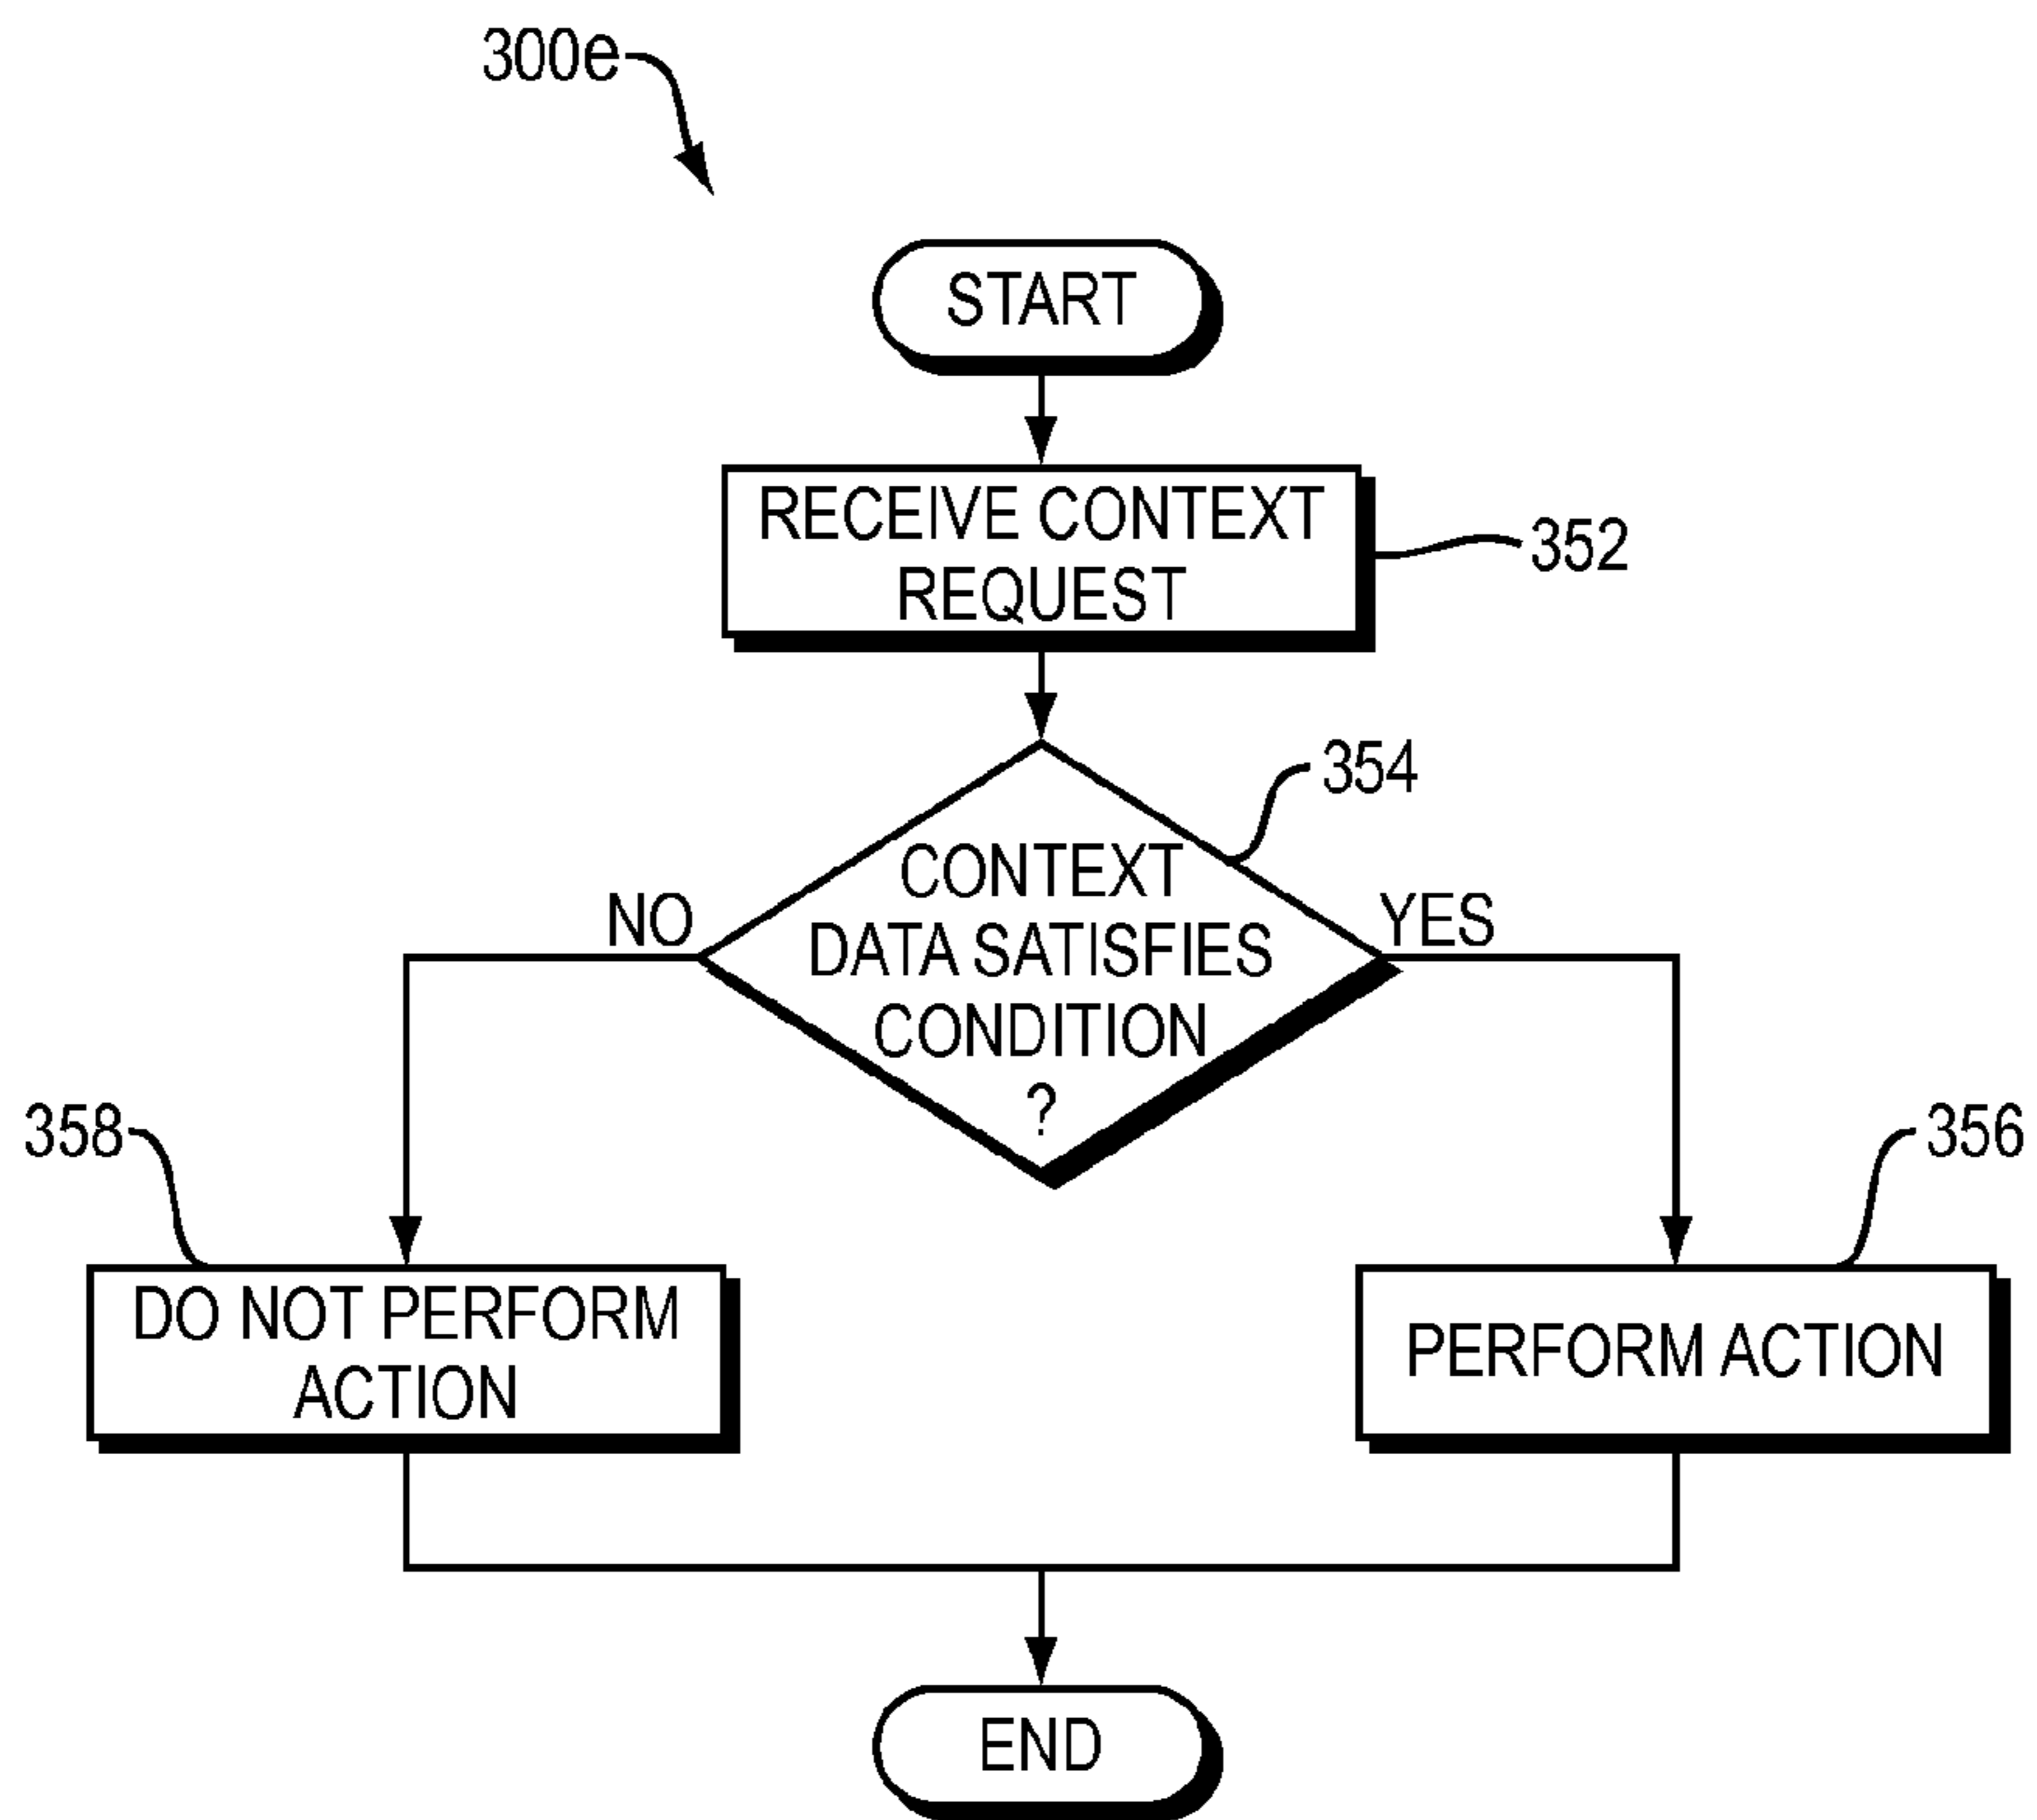 300e
START
RECEIVE CONTEXT
REQUEST
352
354
CONTEXT
DATA SATISFIES
CONDITION
?
NO
YES
358
356
DO NOT PERFORM
ACTION
PERFORM ACTION
END